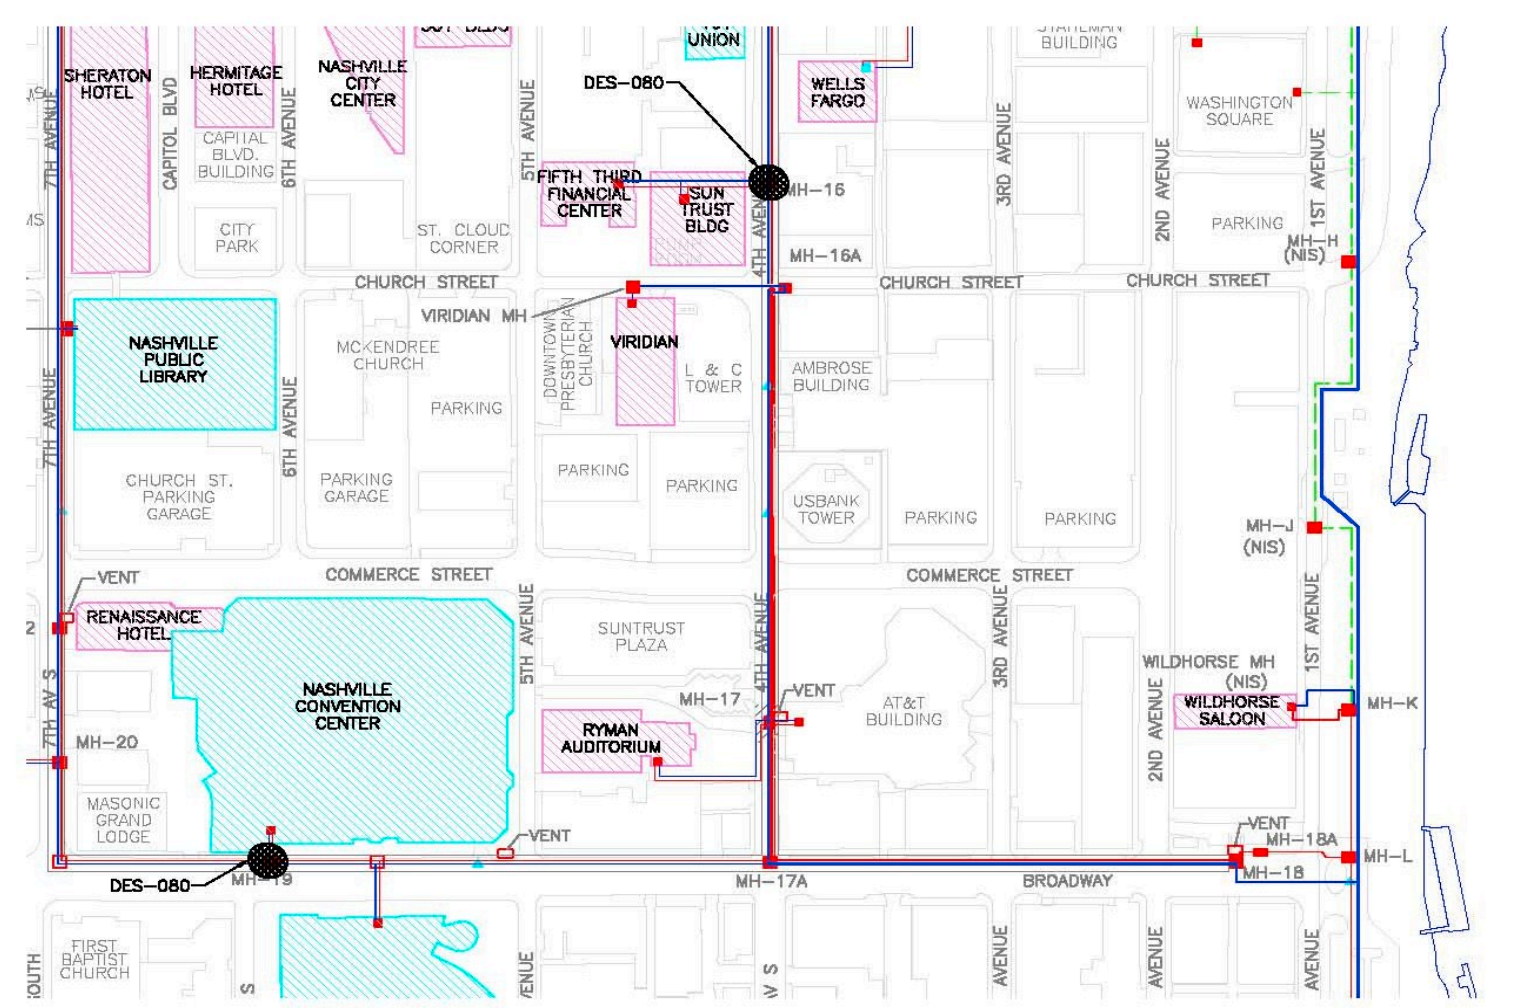 UNION
STATEMAN
BUILDING
SHERATON
HOTEL
CAPITOL BLVD
HERMITAGE
HOTEL
NASHVILLE
CITY
CENTER
DES-080
WELLS
FARGO
WASHINGTON
SQUARE
7TH AVENUE
6TH AVENUE
5TH AVENUE
3RD AVENUE
2ND AVENUE
1ST AVENUE
CAPITAL
BLVD.
BUILDING
FIFTH THIRD
FINANCIAL
CENTER
SUN
TRUST
BLDG
4TH AVENUE
MH-16
CITY
PARK
ST. CLOUD
CORNER
MH-16A
PARKING
MH-H
(NIS)
CHURCH STREET
CHURCH STREET
CHURCH STREET
VIRIDIAN MH
NASHVILLE
PUBLIC
LIBRARY
MCKENDREE
CHURCH
DOWNTOWN
PRESBYTERIAN
CHURCH
VIRIDIAN
L & C
TOWER
AMBROSE
BUILDING
7TH AVENUE
6TH AVENUE
PARKING
CHURCH ST.
PARKING
GARAGE
PARKING
GARAGE
PARKING
PARKING
USBANK
TOWER
PARKING
PARKING
MH-J
(NIS)
COMMERCE STREET
COMMERCE STREET
VENT
RENAISSANCE
HOTEL
5TH AVENUE
SUNTRUST
PLAZA
4TH AVENUE
3RD AVENUE
1ST AVENUE
WILDHORSE MH
(NIS)
7TH AV S
NASHVILLE
CONVENTION
CENTER
MH-17
VENT
AT&T
BUILDING
2ND AVENUE
WILDHORSE
SALOON
MH-K
RYMAN
AUDITORIUM
MH-20
MASONIC
GRAND
LODGE
VENT
VENT
MH-18A
MH-L
DES-080
MH-19
MH-17A
BROADWAY
MH-18
FIRST
BAPTIST
CHURCH
S
AV S
AVENUE
AVENUE
AVENUE